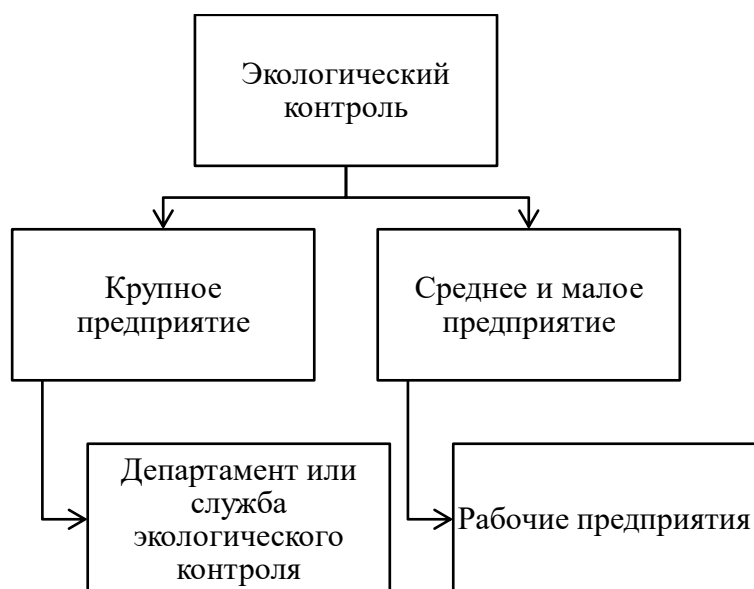 Экологический
контроль
Крупное
предприятие
Среднее и малое
предприятие
Департамент или
служба
экологического
контроля
Рабочие предприятия